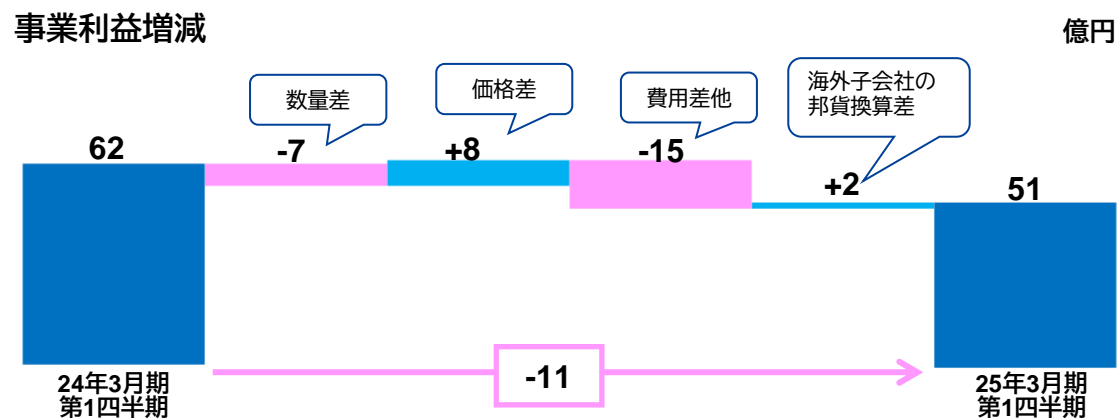 事業利益増減
億円
数量差
価格差
費用差他
海外子会社の
邦貨換算差
62
-7
+8
-15
+2
51
-11
24年3月期
第1四半期
25年3月期
第1四半期